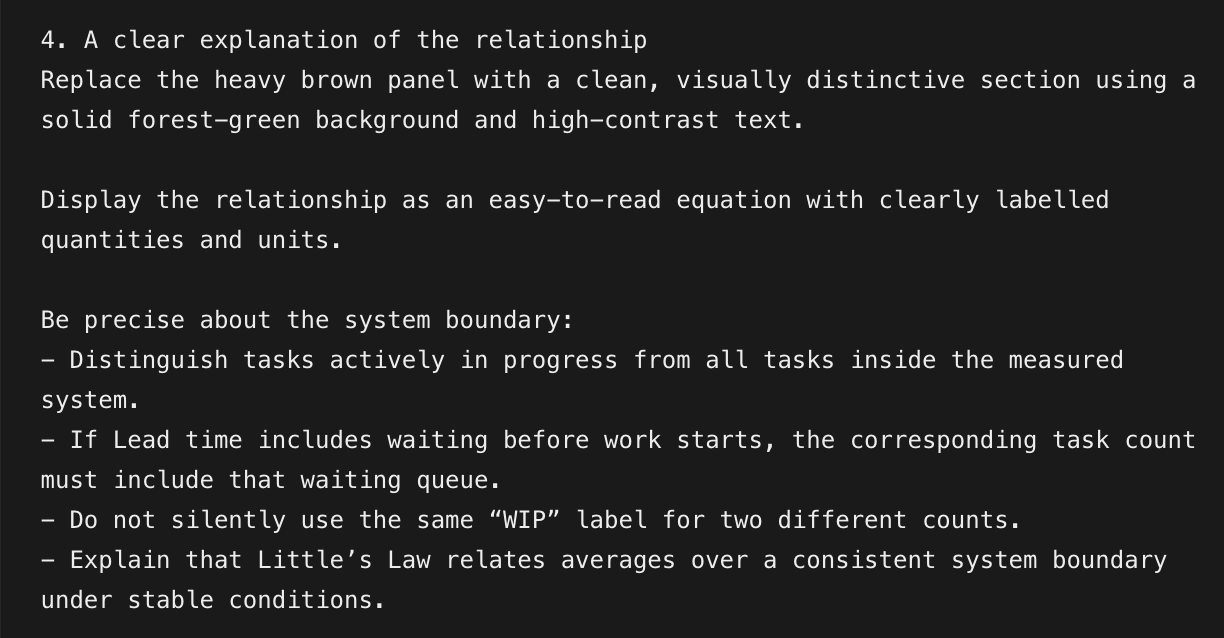 4. A clear explanation of the relationship
Replace the heavy brown panel with a clean, visually distinctive section using a
solid forest-green background and high-contrast text.
Display the relationship as an easy-to-read equation with clearly labelled
quantities and units.
Be precise about the system boundary:
- Distinguish tasks actively in progress from all tasks inside the measured
system.
- If Lead time includes waiting before work starts, the corresponding task count
must include that waiting queue.
- Do not silently use the same “WIP” label for two different counts.
- Explain that Little’s Law relates averages over a consistent system boundary
under stable conditions.